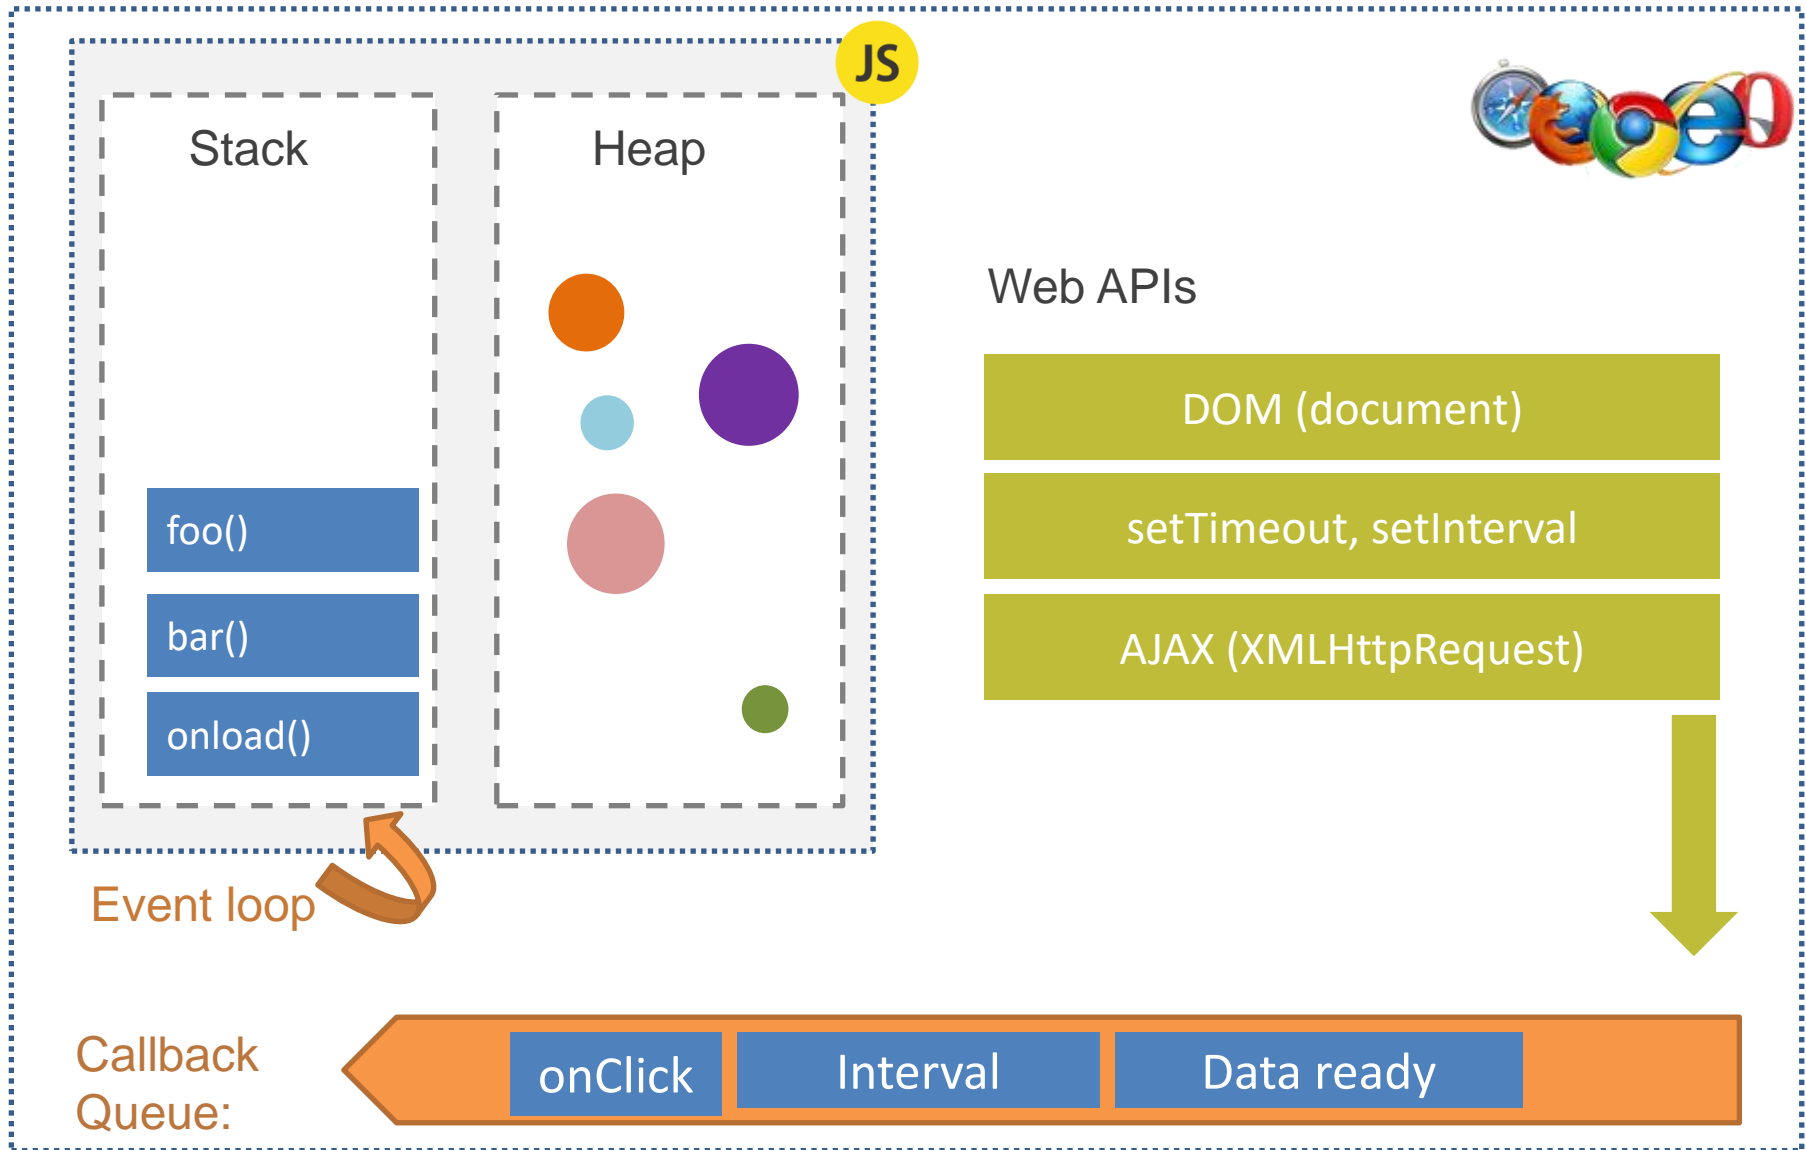 JS
Stack
Heap
foo()
bar()
onload()
Web APIs
DOM (document)
setTimeout, setInterval
AJAX (XMLHttpRequest)
Event loop
Callback
Queue:
onClick
Interval
Data ready